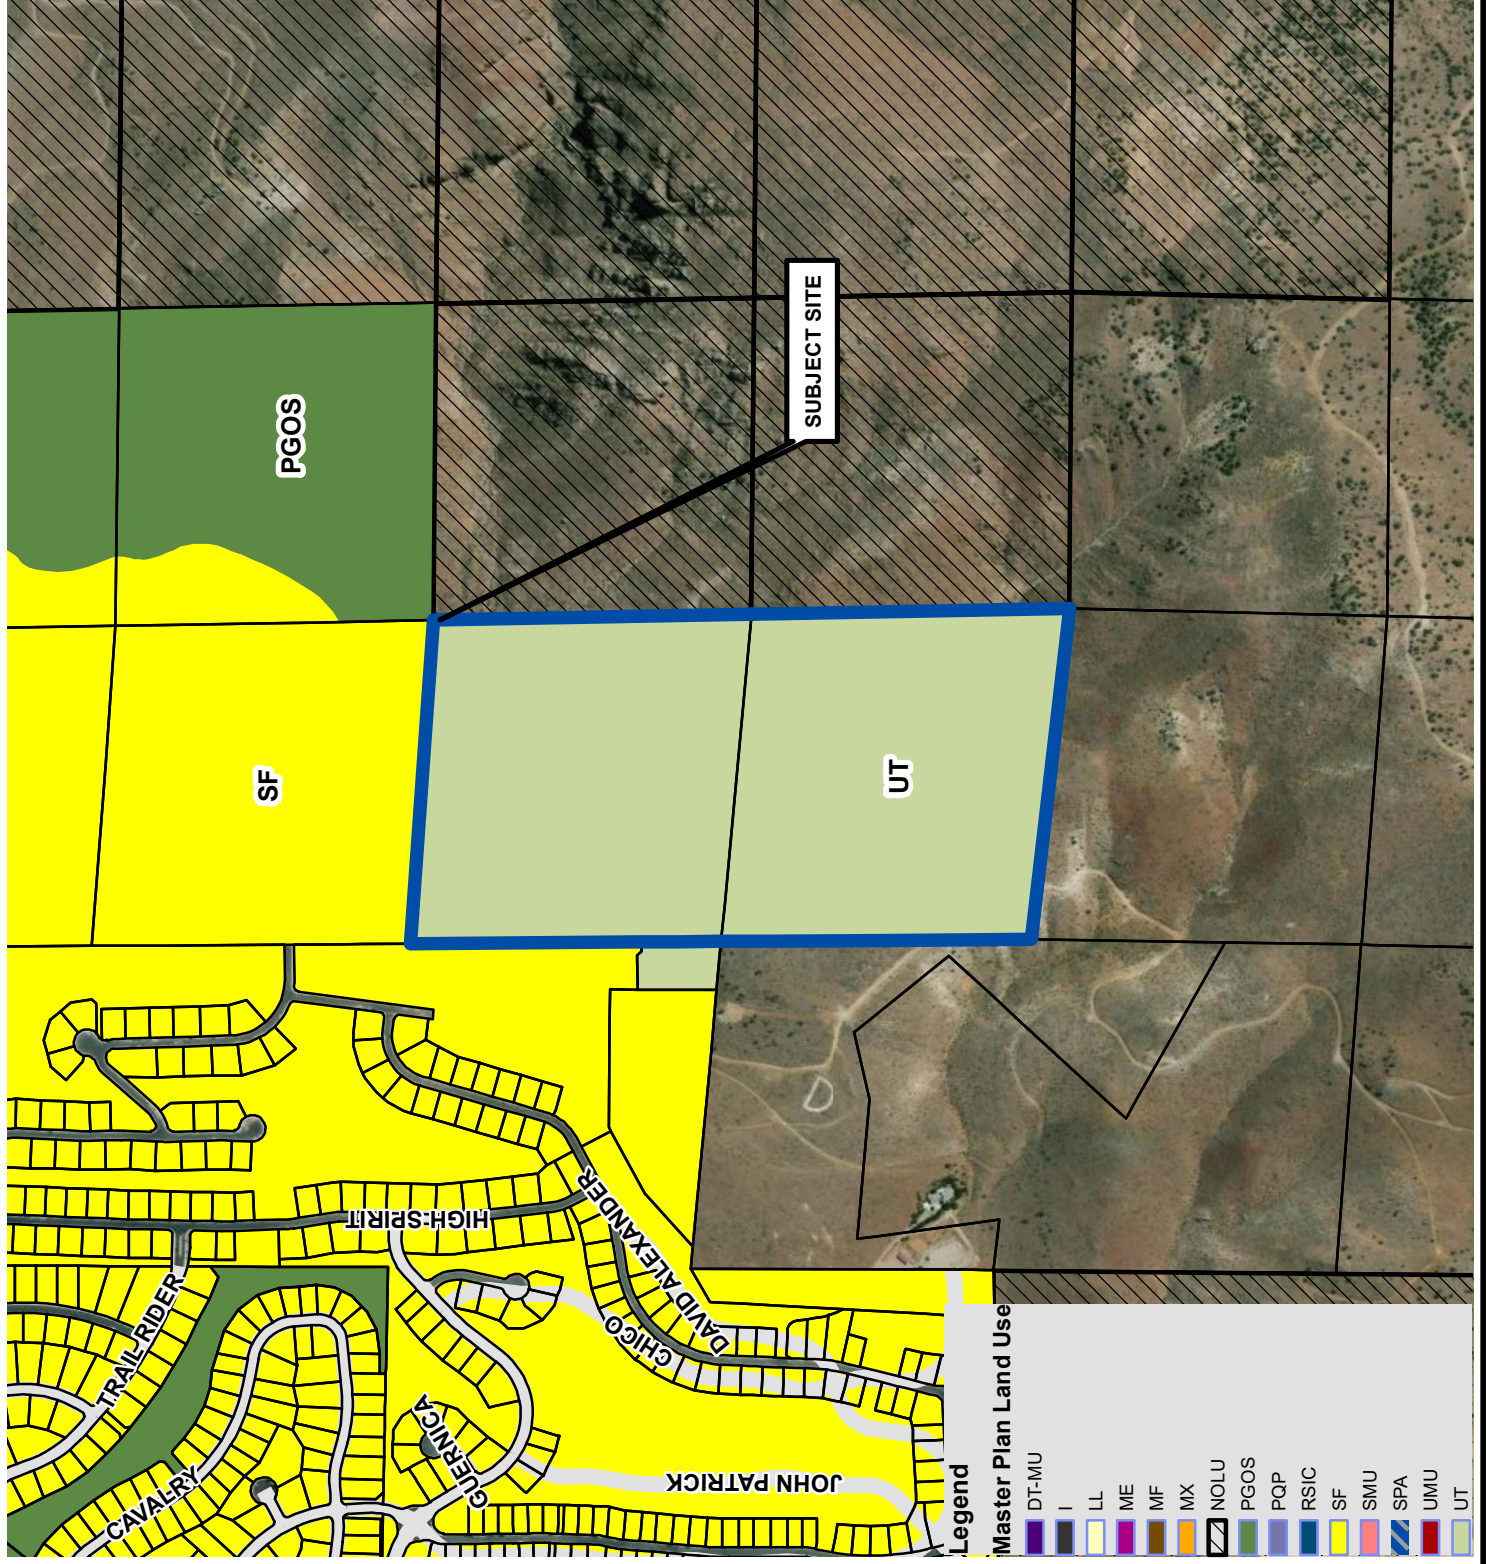 PGOS
SUBJECT SITE
SF
UT
HIGH SPIRIT
DAVID ALEXANDER
CHICO
TRAIL RIDER
GUERNICA
CAVALRY
JOHN PATRICK
Legend
Master Plan Land Use
DT-MU
I
LL
ME
MF
MX
NOLU
PGOS
PQP
RSIC
SF
SMU
SPA
UMU
UT